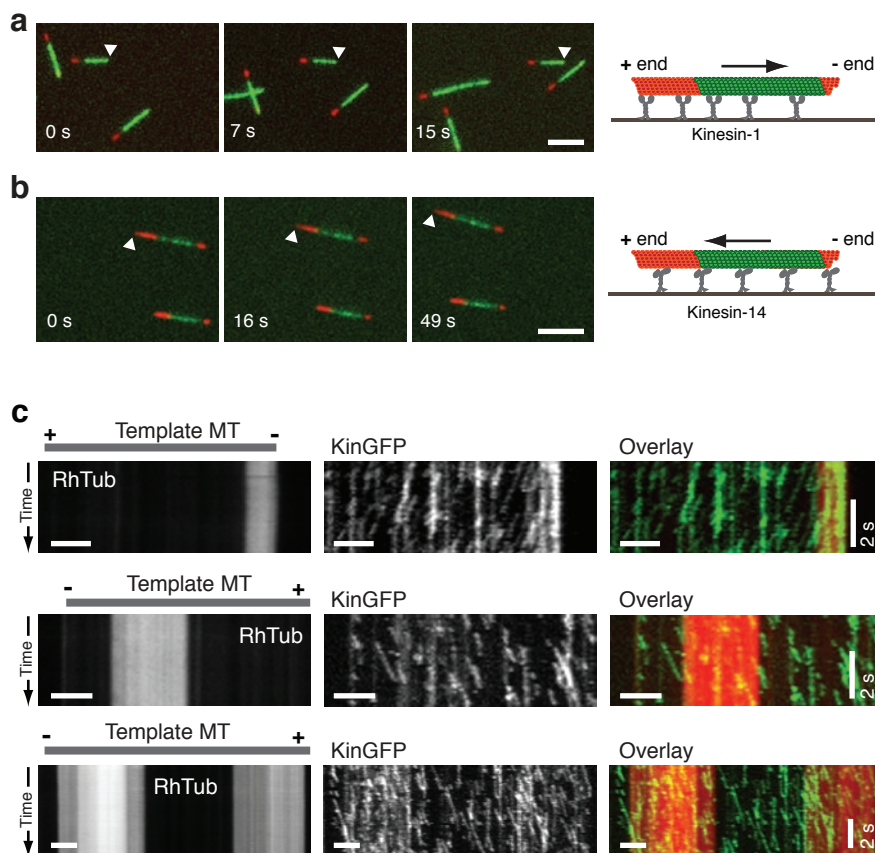 a
0 s
7 s
15 s
+ end
- end
Kinesin-1
b
0 s
16 s
49 s
+ end
- end
Kinesin-14
c
+ Template MT -
Time
RhTub
KinGFP
Overlay
2 s
- Template MT +
Time
RhTub
KinGFP
Overlay
2 s
- Template MT +
Time
RhTub
KinGFP
Overlay
2 s